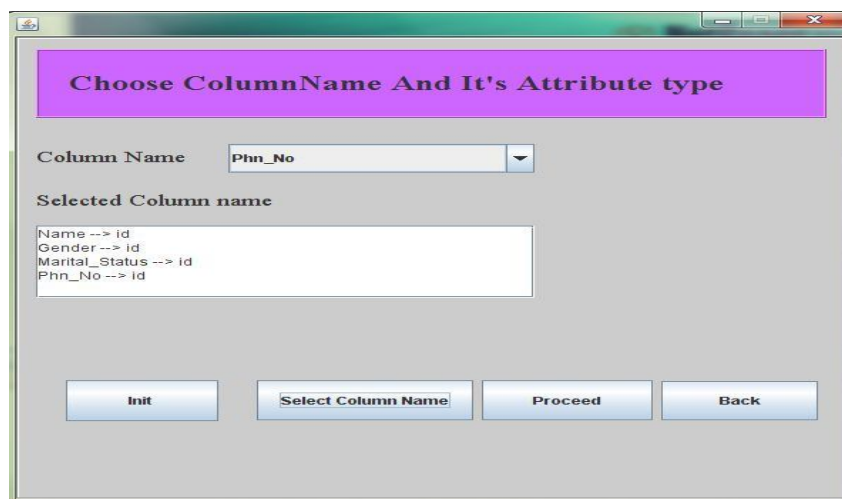 Choose ColumnName And It's Attribute type
Column Name Phn_No
Selected Column name
Name --> id
Gender --> id
Marital_Status --> id
Phn_No --> id
Init Select Column Name Proceed Back